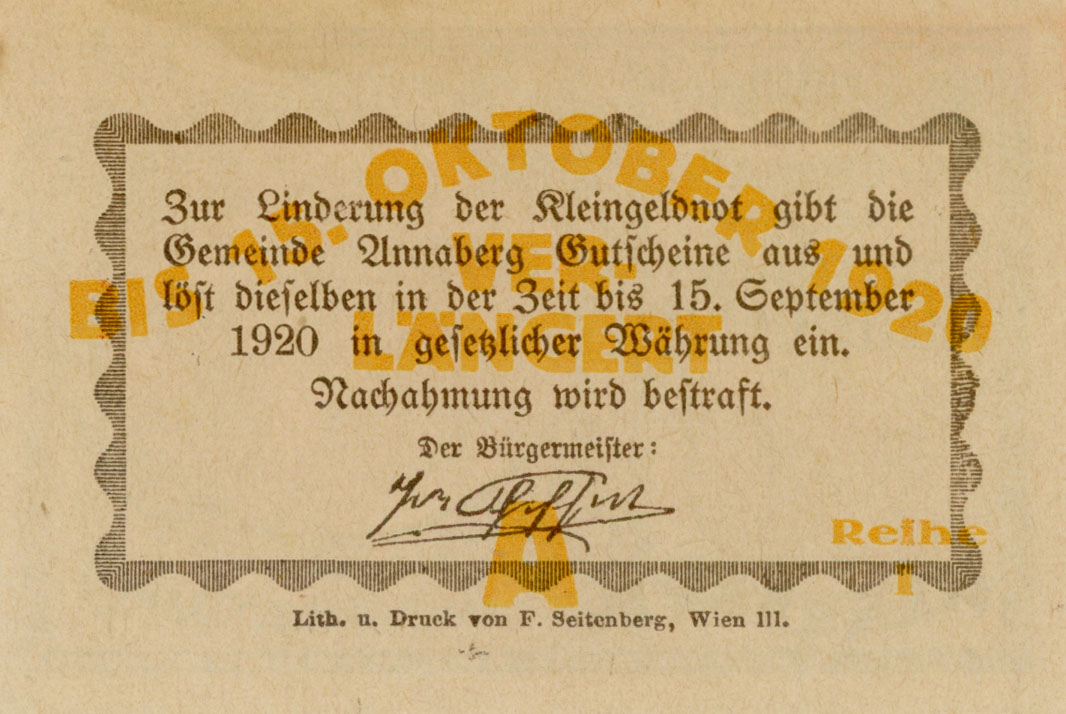 BIS 15. OKTOBER 1920
VER-
LÄNGERT
Zur Linderung der Kleingeldnot gibt die
Gemeinde Annaberg Gutscheine aus und
löst dieselben in der Zeit bis 15. September
1920 in gesetzlicher Währung ein.
Nachahmung wird bestraft.
Der Bürgermeister:
A
Reihe
I
Lith. u. Druck von F. Seitenberg, Wien III.